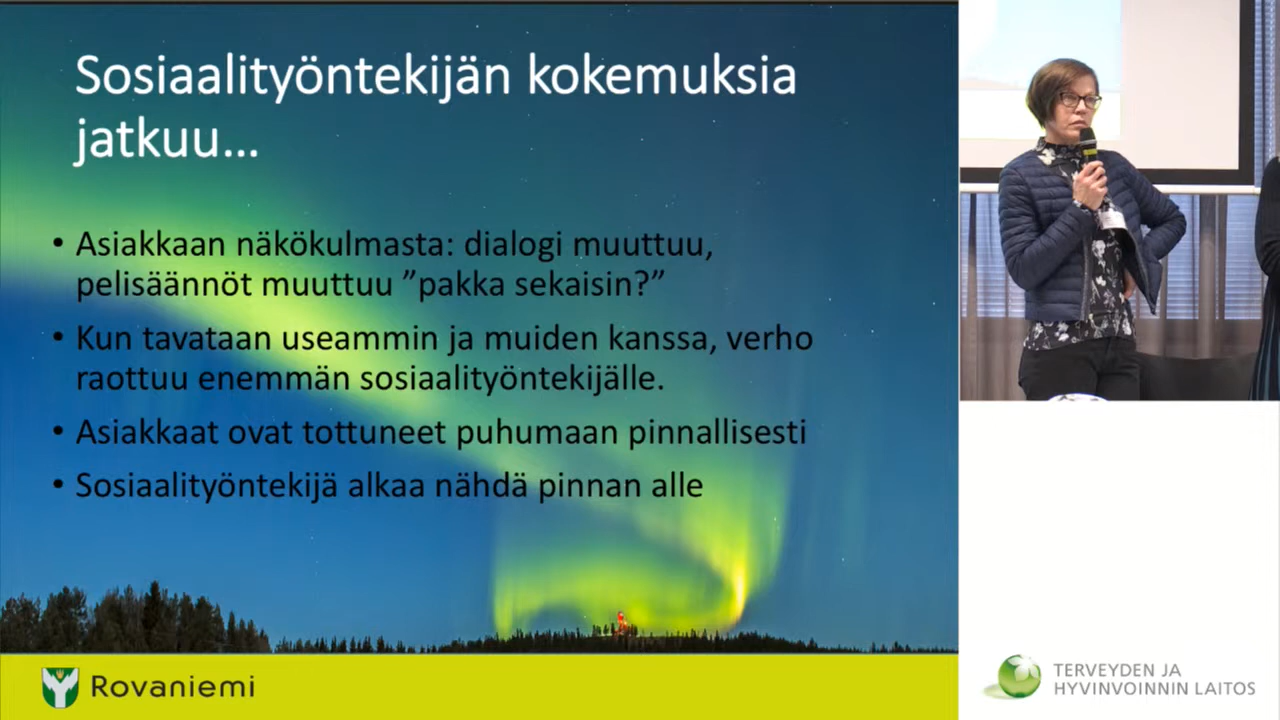 Sosiaalityöntekijän kokemuksia
jatkuu…
• Asiakkaan näkökulmasta: dialogi muuttuu,
pelisäännöt muuttuu ”pakka sekaisin?”
• Kun tavataan useammin ja muiden kanssa, verho
raottuu enemmän sosiaalityöntekijälle.
• Asiakkaat ovat tottuneet puhumaan pinnallisesti
• Sosiaalityöntekijä alkaa nähdä pinnan alle
Rovaniemi
TERVEYDEN JA
HYVINVOINNIN LAITOS